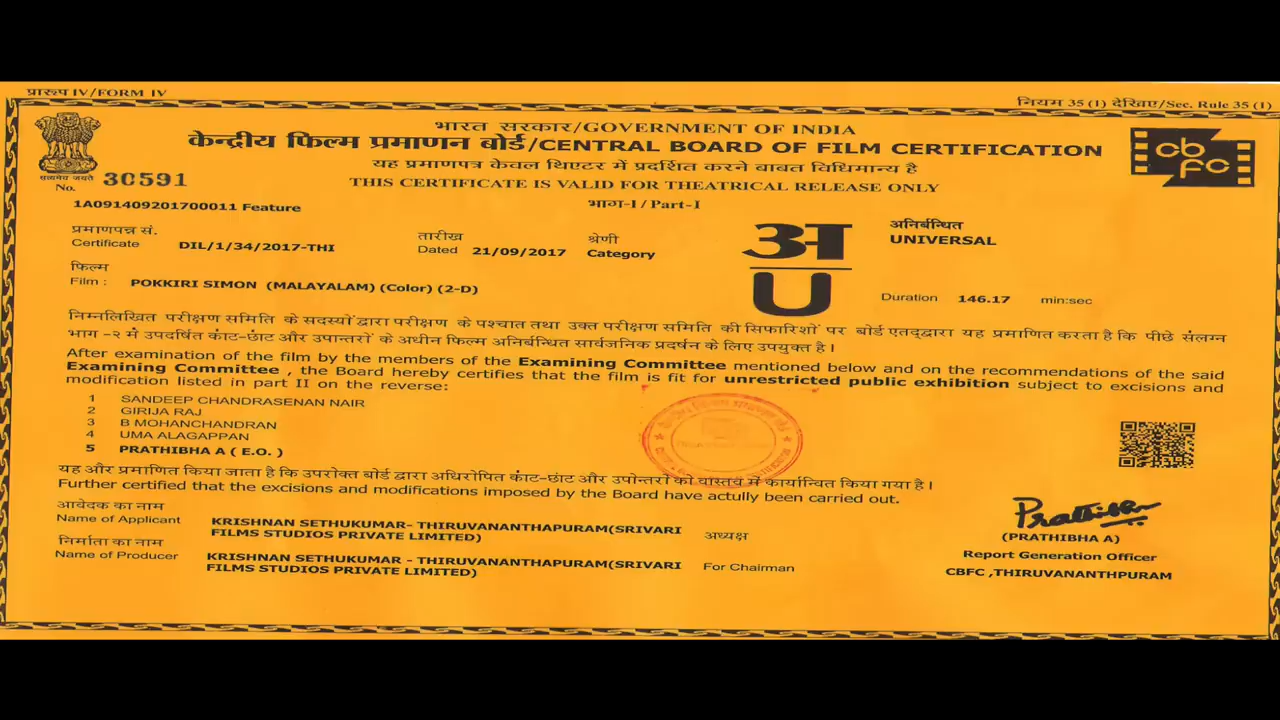 प्रारूप IV/FORM IV
नियम 35 (1) देखिए/Sec. Rule 35 (1)
भारत सरकार/GOVERNMENT OF INDIA
केन्द्रीय फिल्म प्रमाणन बोर्ड/CENTRAL BOARD OF FILM CERTIFICATION
यह प्रमाणपत्र केवल थिएटर में प्रदर्शित करने बाबत विधिमान्य है
THIS CERTIFICATE IS VALID FOR THEATRICAL RELEASE ONLY
cb
fc
सत्यमेव जयते
No. 30591
1A091409201700011 Feature
भाग-I/Part-I
प्रमाणपत्र सं.
Certificate DIL/1/34/2017-THI
तारीख
Dated 21/09/2017
श्रेणी
Category
अ
U
अनिर्बन्धित
UNIVERSAL
फिल्म
Film : POKKIRI SIMON (MALAYALAM) (Color) (2-D)
Duration 146.17 min:sec
निम्नलिखित परीक्षण समिति के सदस्यों द्वारा परीक्षण के पश्चात तथा उक्त परीक्षण समिति की सिफारिशों पर बोर्ड एतद्द्वारा यह प्रमाणित करता है कि पीछे संलग्न
भाग -२ में उपदर्षित कांट-छांट और उपान्तरों के अधीन फिल्म अनिर्बन्धित सार्वजनिक प्रदर्षन के लिए उपयुक्त है।
After examination of the film by the members of the Examining Committee mentioned below and on the recommendations of the said
Examining Committee , the Board hereby certifies that the film is fit for unrestricted public exhibition subject to excisions and
modification listed in part II on the reverse:
1 SANDEEP CHANDRASENAN NAIR
2 GIRIJA RAJ
3 B MOHANCHANDRAN
4 UMA ALAGAPPAN
5 PRATHIBHA A ( E.O. )
यह और प्रमाणित किया जाता है कि उपरोक्त बोर्ड द्वारा अधिरोपित कांट-छांट और उपोन्तरों को वास्तव में कार्यान्वित किया गया है।
Further certified that the excisions and modifications imposed by the Board have actully been carried out.
आवेदक का नाम
Name of Applicant KRISHNAN SETHUKUMAR- THIRUVANANTHAPURAM(SRIVARI
FILMS STUDIOS PRIVATE LIMITED)
निर्माता का नाम
Name of Producer KRISHNAN SETHUKUMAR - THIRUVANANTHAPURAM(SRIVARI
FILMS STUDIOS PRIVATE LIMITED)
अध्यक्ष
For Chairman
Prathibha
(PRATHIBHA A)
Report Generation Officer
CBFC ,THIRUVANANTHPURAM